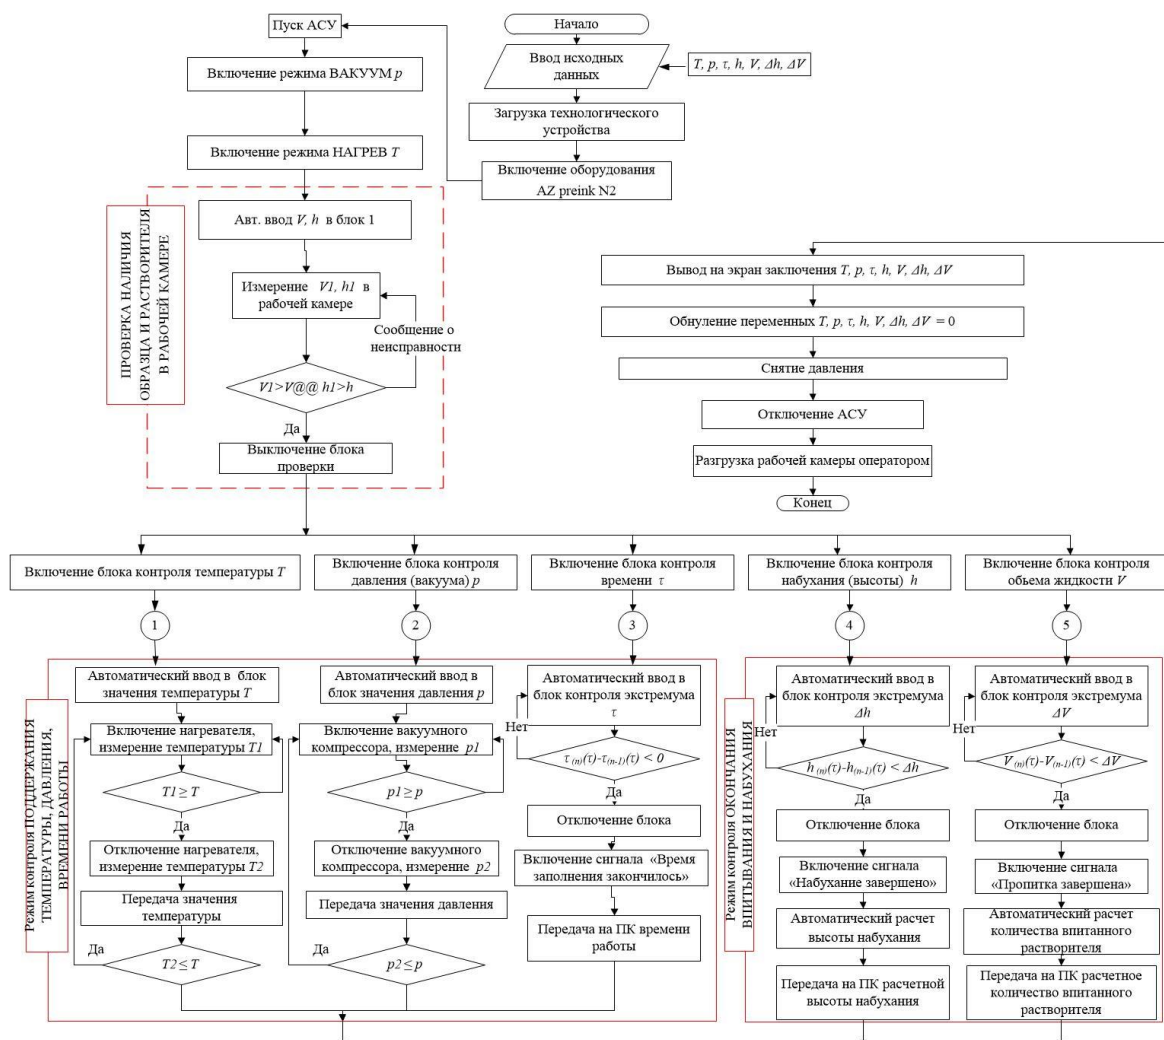 Начало
Ввод исходных
данных
T, p, τ, h, V, Δh, ΔV
Загрузка технологического
устройства
Включение оборудования
AZ preink N2
Пуск АСУ
Включение режима ВАКУУМ p
Включение режима НАГРЕВ T
ПРОВЕРКА НАЛИЧИЯ
ОБРАЗЦА И РАСТВОРИТЕЛЯ
В РАБОЧЕЙ КАМЕРЕ
Авт. ввод V, h в блок 1
Измерение V1, h1 в
рабочей камере
Сообщение о
неисправности
V1>V@@ h1>h
Да
Выключение блока
проверки
Вывод на экран заключения T, p, τ, h, V, Δh, ΔV
Обнуление переменных T, p, τ, h, V, Δh, ΔV = 0
Снятие давления
Отключение АСУ
Разгрузка рабочей камеры оператором
Конец
Включение блока контроля температуры T
Включение блока контроля
давления (вакуума) p
Включение блока контроля
времени τ
Включение блока контроля
набухания (высоты) h
Включение блока контроля
обьема жидкости V
1
2
3
4
5
Режим контроля ПОДДЕРЖАНИЯ
ТЕМПЕРАТУРЫ, ДАВЛЕНИЯ,
ВРЕМЕНИ РАБОТЫ
Автоматический ввод в блок
значения температуры T
Включение нагревателя,
измерение температуры T1
T1 ≥ T
Да
Отключение нагревателя,
измерение температуры T2
Передача значения
температуры
Да
T2 ≤ T
Автоматический ввод в
блок значения давления p
Включение вакуумного
компрессора, измерение p1
p1 ≥ p
Да
Отключение вакуумного
компрессора, измерение p2
Передача значения давления
Да
p2 ≤ p
Автоматический ввод в
блок контроля экстремума
τ
Нет
τ (n)(τ)-τ(n-1)(τ) < 0
Да
Отключение блока
Включение сигнала «Время
заполнения закончилось»
Передача на ПК времени
работы
Режим контроля ОКОНЧАНИЯ
ВПИТЫВАНИЯ И НАБУХАНИЯ
Автоматический ввод в
блок контроля экстремума
Δh
Нет
h (n)(τ)-h(n-1)(τ) < Δh
Да
Отключение блока
Включение сигнала
«Набухание завершено»
Автоматический расчет
высоты набухания
Передача на ПК расчетной
высоты набухания
Автоматический ввод в
блок контроля экстремума
ΔV
Нет
V(n)(τ)-V(n-1)(τ) < ΔV
Да
Отключение блока
Включение сигнала
«Пропитка завершена»
Автоматический расчет
количества впитанного
растворителя
Передача на ПК расчетное
количество впитанного
растворителя